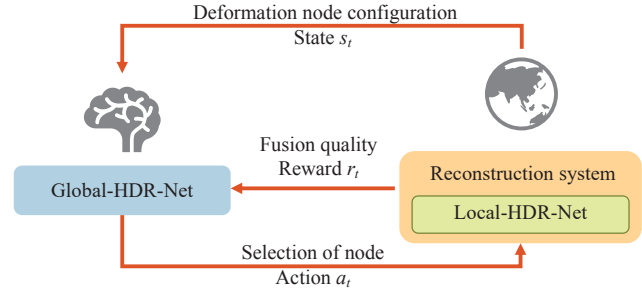 Deformation node configuration
State s_t
Fusion quality
Reward r_t
Global-HDR-Net
Reconstruction system
Local-HDR-Net
Selection of node
Action a_t